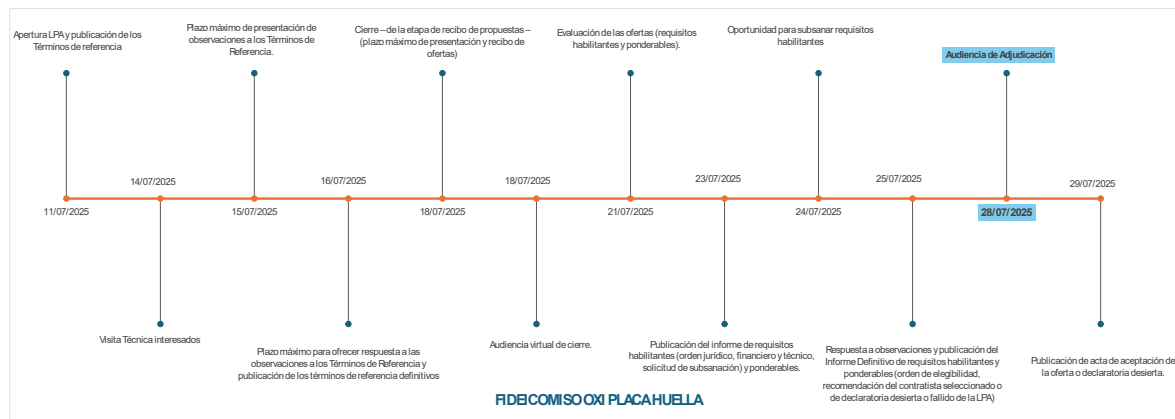 Apertura LPA y publicación de los
Términos de referencia
Plazo máximo de presentación de
observaciones a los Términos de
Referencia.
Cierre – de la etapa de recibo de propuestas –
(plazo máximo de presentación y recibo de
ofertas)
Evaluación de las ofertas (requisitos
habilitantes y ponderables).
Oportunidad para subsanar requisitos
habilitantes
Audiencia de Adjudicación
11/07/2025
14/07/2025
15/07/2025
16/07/2025
18/07/2025
18/07/2025
21/07/2025
23/07/2025
24/07/2025
25/07/2025
28/07/2025
29/07/2025
Visita Técnica interesados
Plazo máximo para ofrecer respuesta a las
observaciones a los Términos de Referencia y
publicación de los términos de referencia definitivos
Audiencia virtual de cierre.
Publicación del informe de requisitos
habilitantes (orden jurídico, financiero y técnico,
solicitud de subsanación) y ponderables.
Respuesta a observaciones y publicación del
Informe Definitivo de requisitos habilitantes y
ponderables (orden de elegibilidad,
recomendación del contratista seleccionado o
de declaratoria desierta o fallido de la LPA)
Publicación de acta de aceptación de
la oferta o declaratoria desierta.
FIDEICOMISO OXI PLACA HUELLA